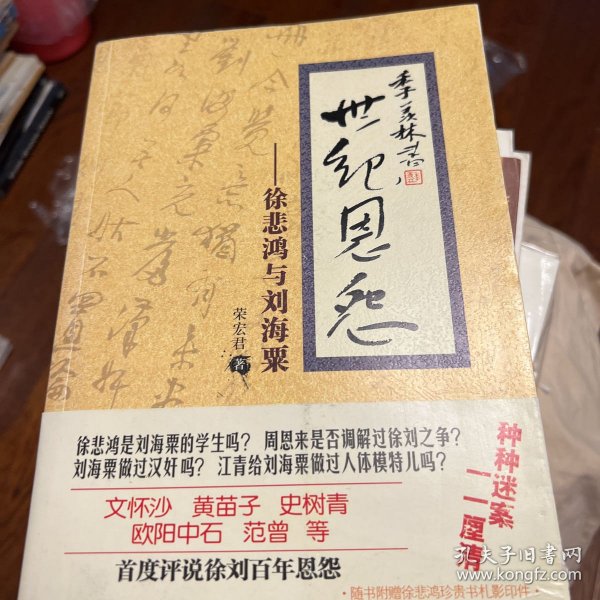 季羡林书
世纪恩怨
——徐悲鸿与刘海粟
荣宏君 著
徐悲鸿是刘海粟的学生吗？ 周恩来是否调解过徐刘之争？
刘海粟做过汉奸吗？ 江青给刘海粟做过人体模特儿吗？
种种迷案
一一厘清
文怀沙 黄苗子 史树青
欧阳中石 范曾 等
首度评说徐刘百年恩怨
·随书附赠徐悲鸿珍贵书札影印件·
孔夫子旧书网
www.kongfz.com